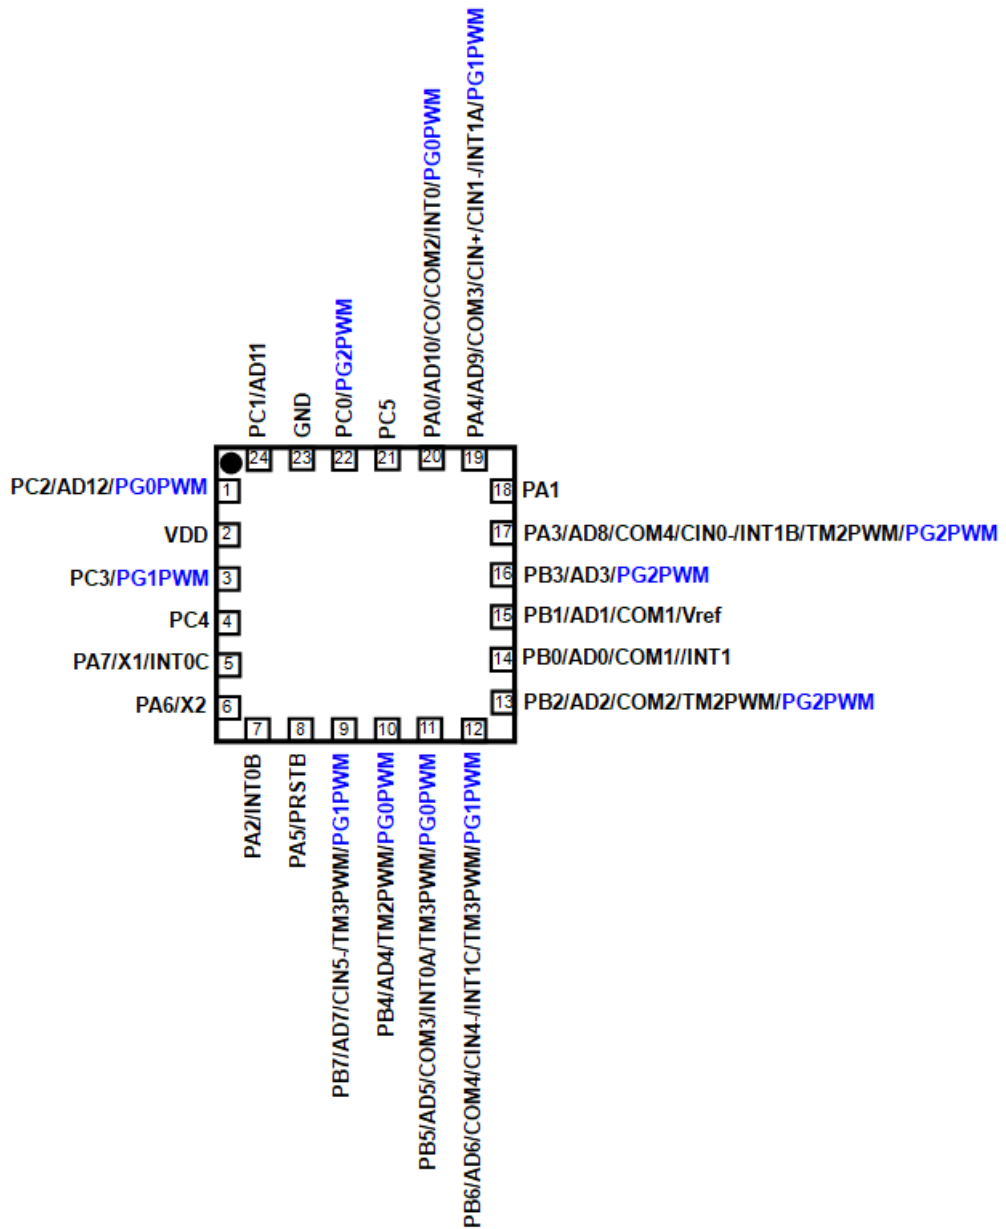 PA4/AD9/COM3/CIN+/CIN1-/INT1A/PG1PWM
PA0/AD10/CO/COM2/INT0/PG0PWM
PC5
PC0/PG2PWM
GND
PC1/AD11
24
23
22
21
20
19
PC2/AD12/PG0PWM
1
VDD
2
PC3/PG1PWM
3
PC4
4
PA7/X1/INT0C
5
PA6/X2
6
18
PA1
17
PA3/AD8/COM4/CIN0-/INT1B/TM2PWM/PG2PWM
16
PB3/AD3/PG2PWM
15
PB1/AD1/COM1/Vref
14
PB0/AD0/COM1//INT1
13
PB2/AD2/COM2/TM2PWM/PG2PWM
7
8
9
10
11
12
PA2/INT0B
PA5/PRSTB
PB7/AD7/CIN5-/TM3PWM/PG1PWM
PB4/AD4/TM2PWM/PG0PWM
PB5/AD5/COM3/INT0A/TM3PWM/PG0PWM
PB6/AD6/COM4/CIN4-/INT1C/TM3PWM/PG1PWM